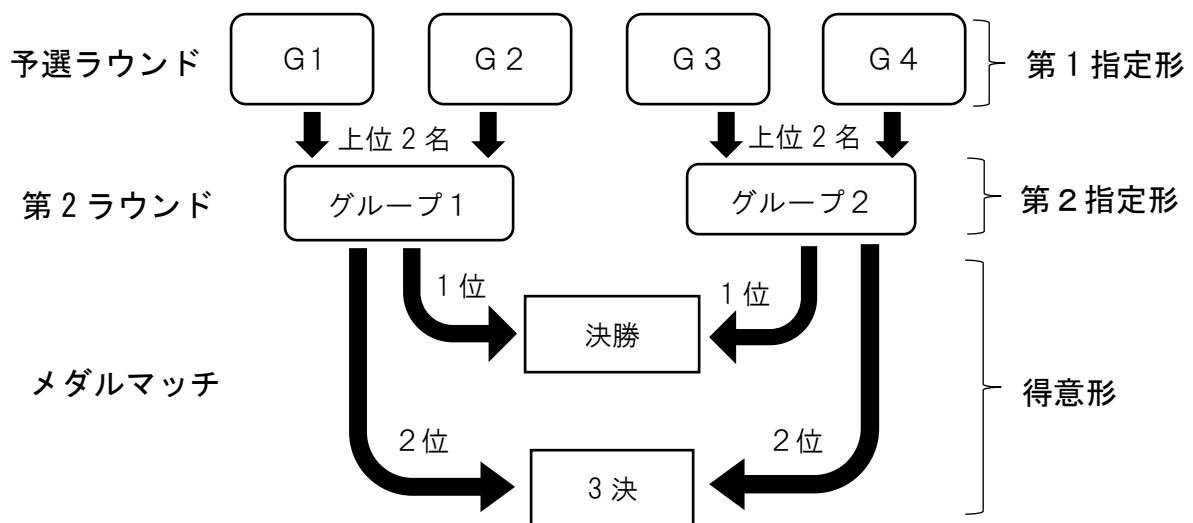 予選ラウンド
G1
G2
G3
G4
第1指定形
上位2名
上位2名
第2ラウンド
グループ1
グループ2
第2指定形
1位
1位
決勝
メダルマッチ
得意形
2位
2位
3決